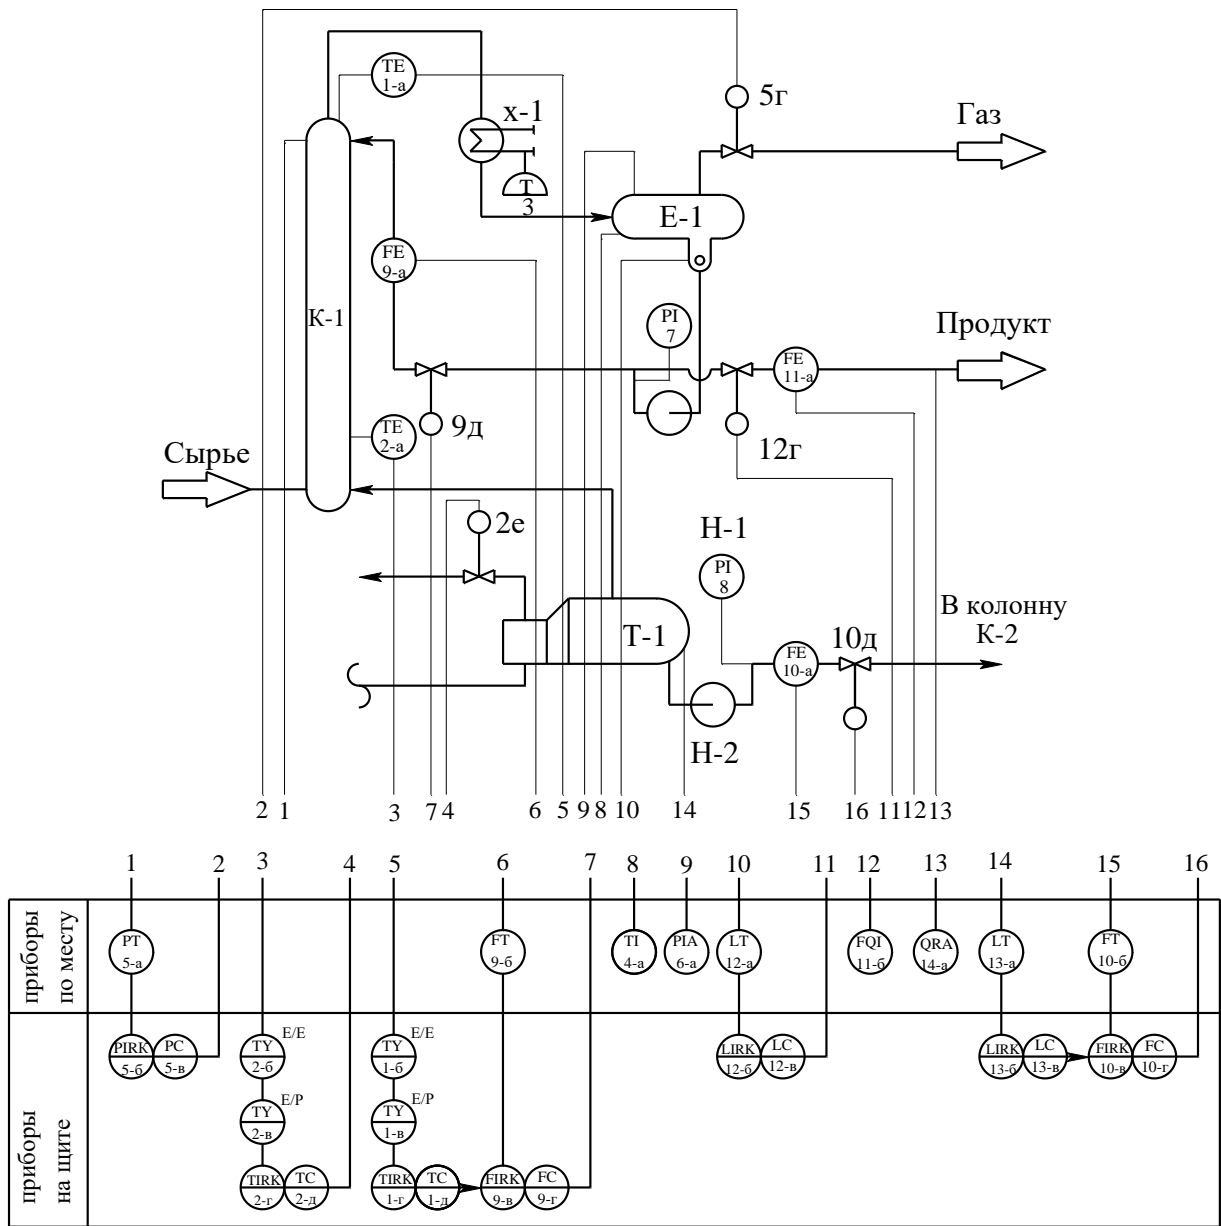 TE
1-а
х-1
5г
Газ
Т
3
Е-1
FE
9-а
К-1
PI
7
Продукт
FE
11-а
TE
2-а
9д
12г
Сырье
2е
Н-1
PI
8
В колонну
К-2
Т-1
10д
FE
10-а
Н-2
2 1 3 7 4 6 5 9 8 10 14 15 16 11 12 13
1 2 3 4 5 6 7 8 9 10 11 12 13 14 15 16
приборы
по месту
PT
5-а
FT
9-б
TI
4-а
PIA
6-а
LT
12-а
FQI
11-б
QRA
14-а
LT
13-а
FT
10-б
приборы
на щите
PIRK
5-б
PC
5-в
TY
2-б
E/E
TY
1-б
E/E
LIRK
12-б
LC
12-в
LIRK
13-б
LC
13-в
FIRK
10-в
FC
10-г
TY
2-в
E/P
TY
1-в
E/P
TIRK
2-г
TC
2-д
TIRK
1-г
TC
1-д
FIRK
9-в
FC
9-г